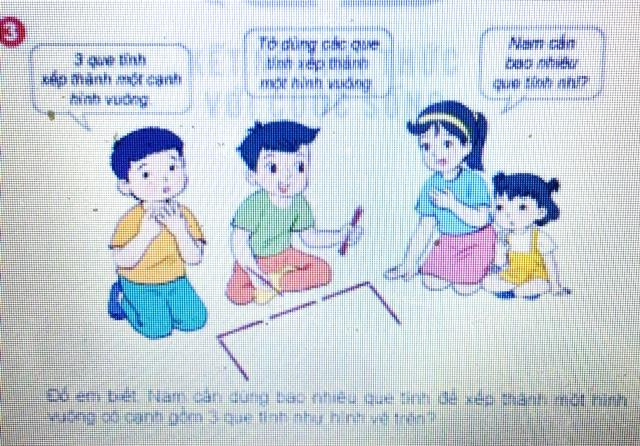 3
3 que tính
xếp thành một cạnh
hình vuông.
Tớ dùng các que
tính xếp thành
một hình vuông.
Nam cần
bao nhiêu
que tính nhỉ?
Đố em biết, Nam cần dùng bao nhiêu que tính để xếp thành một hình
vuông có cạnh gồm 3 que tính như hình vẽ trên?